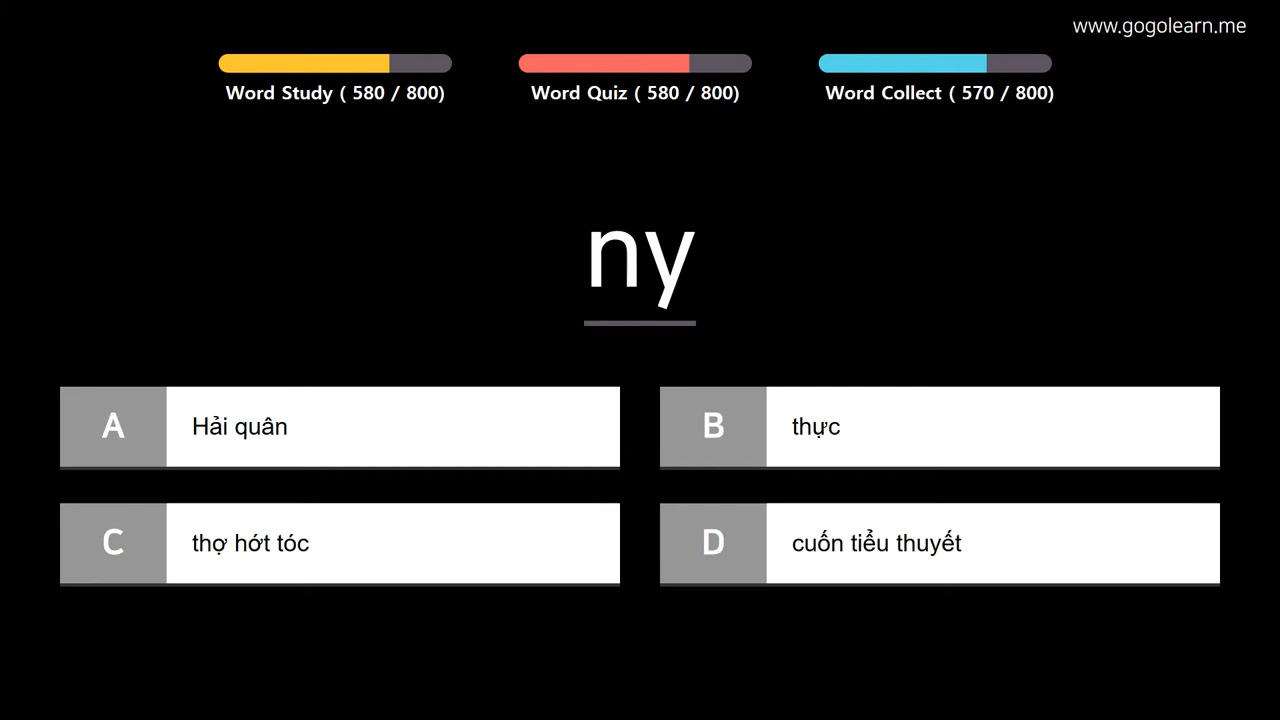 www.gogolearn.me
Word Study ( 580 / 800)
Word Quiz ( 580 / 800)
Word Collect ( 570 / 800)
ny
A Hải quân
B thực
C thợ hớt tóc
D cuốn tiểu thuyết